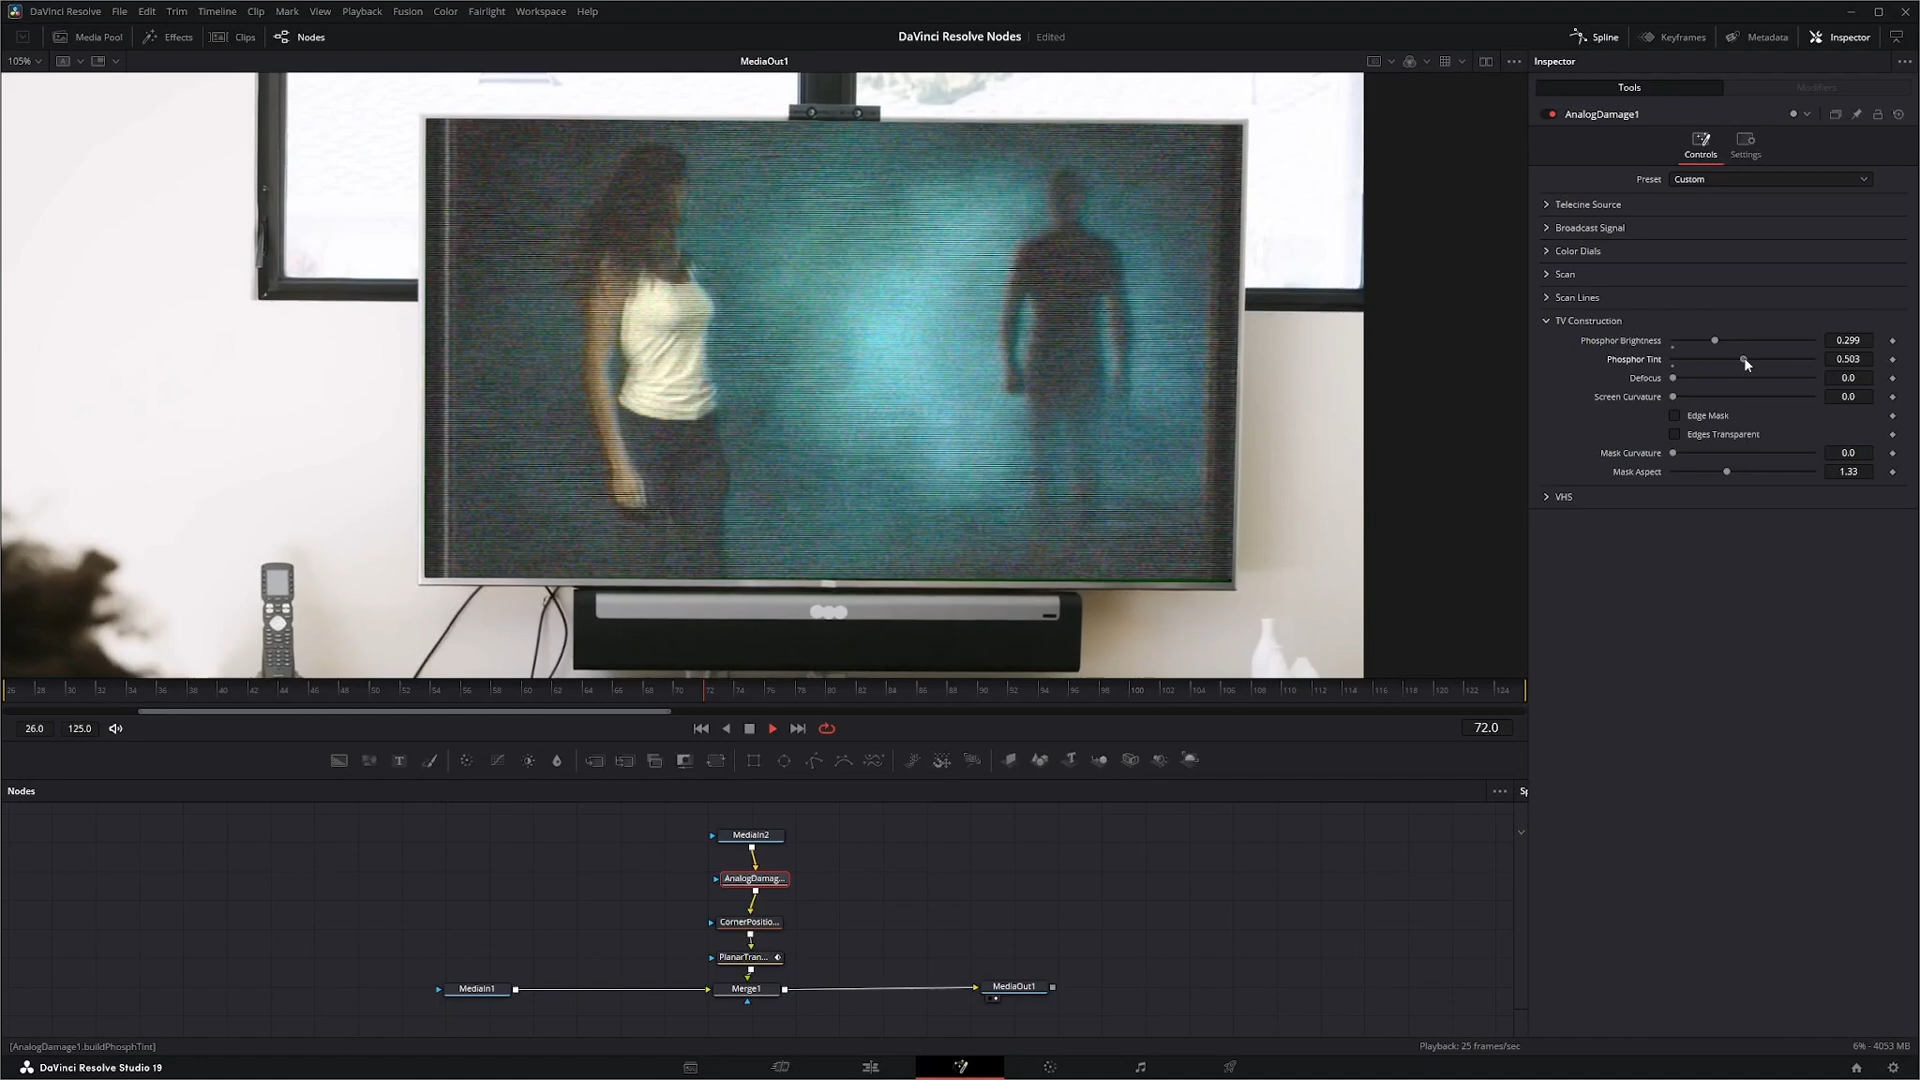 DaVinci Resolve File Edit Trim Timeline Clip Mark View Playback Fusion Color Fairlight Workspace Help
Media Pool Effects Clips Nodes DaVinci Resolve Nodes Edited Spline Keyframes Metadata Inspector
105% A MediaOut1 Inspector
Tools Modifiers
AnalogDamage1
Controls Settings
Preset Custom
Telecine Source
Broadcast Signal
Color Dials
Scan
Scan Lines
TV Construction
Phosphor Brightness 0.299
Phosphor Tint 0.503
Defocus 0.0
Screen Curvature 0.0
Edge Mask
Edges Transparent
Mask Curvature 0.0
Mask Aspect 1.33
VHS
26 28 30 32 34 36 38 40 42 44 46 48 50 52 54 56 58 60 62 64 66 68 70 72 74 76 78 80 82 84 86 88 90 92 94 96 98 100 102 104 106 108 110 112 114 116 118 120 122 124
26.0 125.0 72.0
T
Nodes Sp
MediaIn2
AnalogDamag...
CornerPositio...
PlanarTran...
MediaIn1 Merge1 MediaOut1
[AnalogDamage1.buildPhosphTint] Playback: 25 frames/sec 6% - 4053 MB
DaVinci Resolve Studio 19